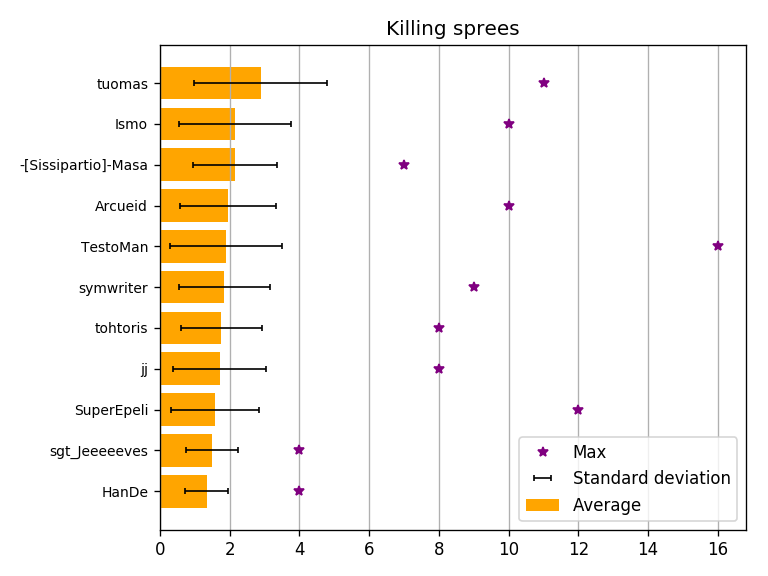 Killing sprees
tuomas
Ismo
-[Sissipartio]-Masa
Arcueid
TestoMan
symwriter
tohtoris
jj
SuperEpeli
sgt_Jeeeeeves
HanDe
Max
Standard deviation
Average
0 2 4 6 8 10 12 14 16